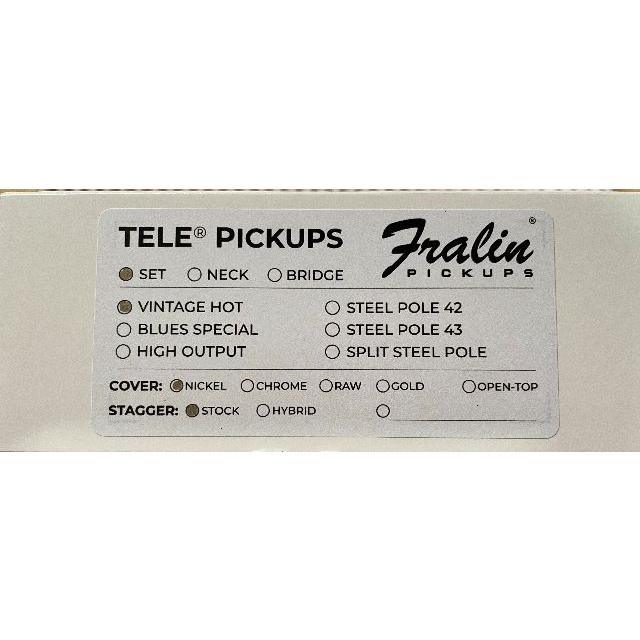 TELE® PICKUPS
Fralin®
PICKUPS
SET NECK BRIDGE
VINTAGE HOT STEEL POLE 42
BLUES SPECIAL STEEL POLE 43
HIGH OUTPUT SPLIT STEEL POLE
COVER: NICKEL CHROME RAW GOLD OPEN-TOP
STAGGER: STOCK HYBRID